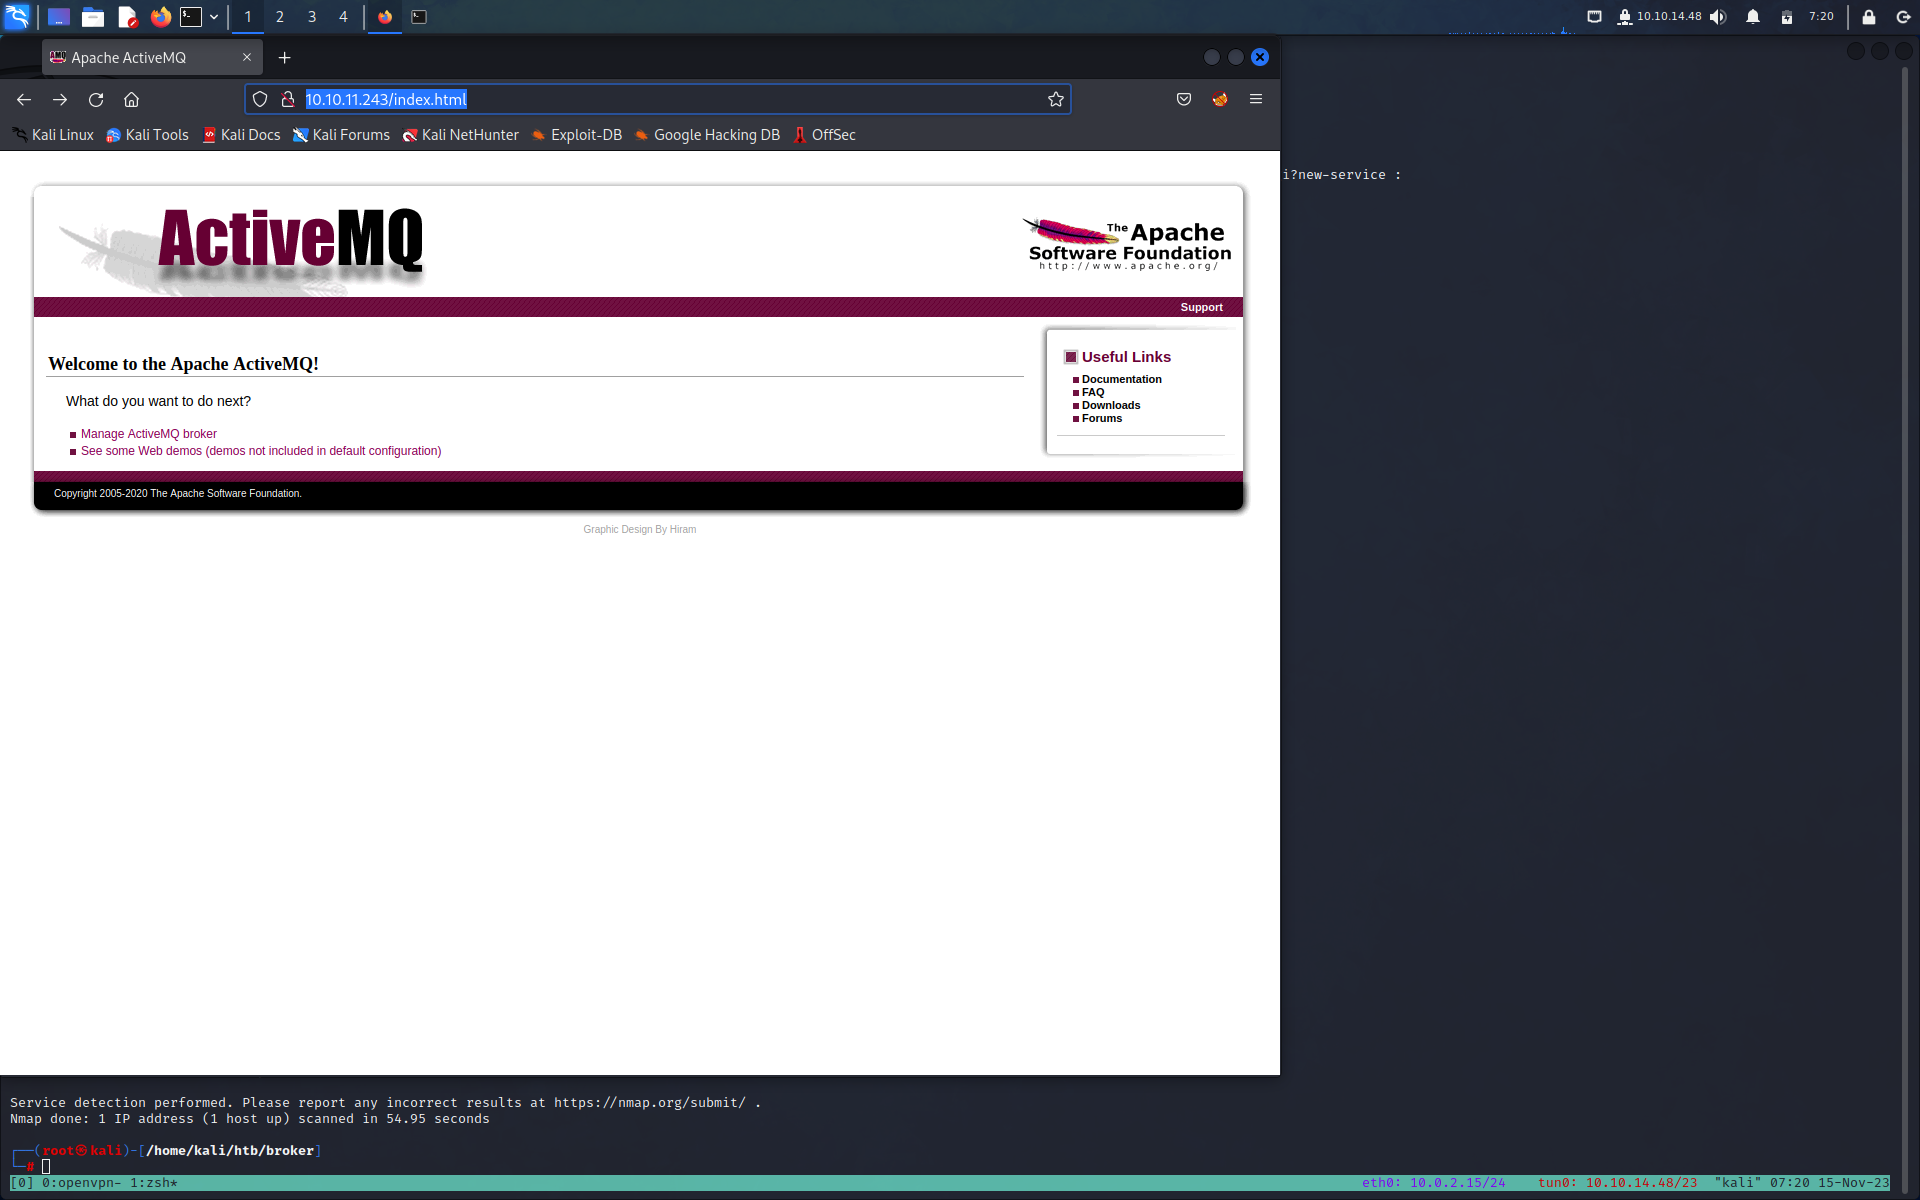 1 2 3 4
10.10.14.48
7:20
Apache ActiveMQ
10.10.11.243/index.html
Kali Linux Kali Tools Kali Docs Kali Forums Kali NetHunter Exploit-DB Google Hacking DB OffSec
i?new-service :
ActiveMQ
The Apache
Software Foundation
http://www.apache.org/
Support
Welcome to the Apache ActiveMQ!
What do you want to do next?
Manage ActiveMQ broker
See some Web demos (demos not included in default configuration)
Useful Links
Documentation
FAQ
Downloads
Forums
Copyright 2005-2020 The Apache Software Foundation.
Graphic Design By Hiram
Service detection performed. Please report any incorrect results at https://nmap.org/submit/ .
Nmap done: 1 IP address (1 host up) scanned in 54.95 seconds
┌──(root㉿kali)-[/home/kali/htb/broker]
└─#
[0] 0:openvpn- 1:zsh* eth0: 10.0.2.15/24 tun0: 10.10.14.48/23 "kali" 07:20 15-Nov-23